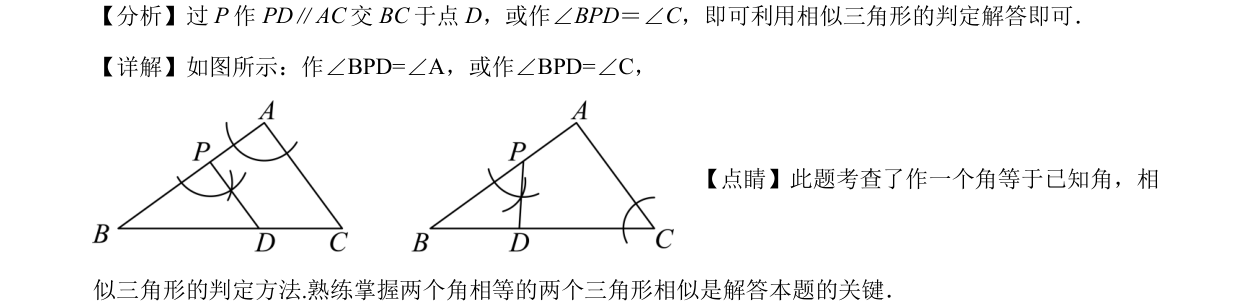 【分析】过 P 作 PD∥AC 交 BC 于点 D，或作∠BPD＝∠C，即可利用相似三角形的判定解答即可．
【详解】如图所示：作∠BPD=∠A，或作∠BPD=∠C，
A
P
B
D
C
A
P
B
D
C
【点睛】此题考查了作一个角等于已知角，相
似三角形的判定方法.熟练掌握两个角相等的两个三角形相似是解答本题的关键．